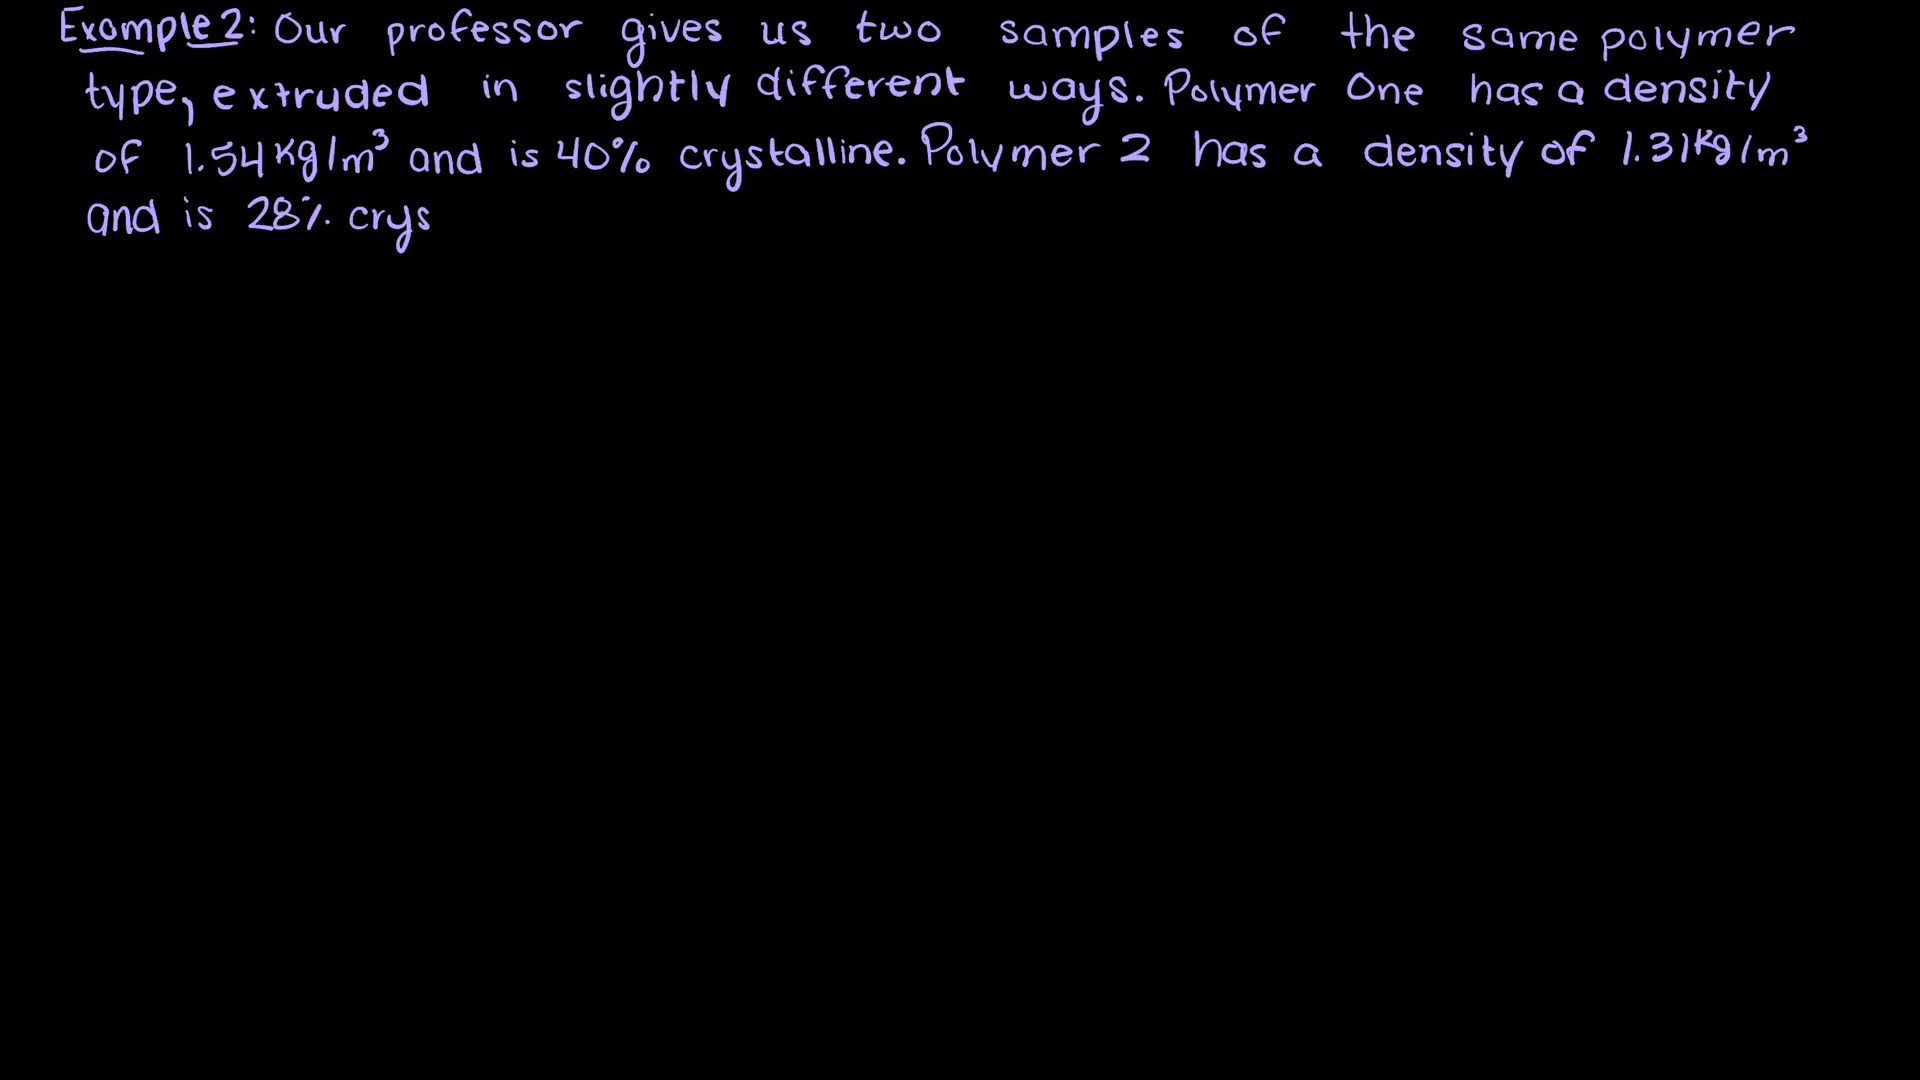 Example 2: Our professor gives us two samples of the same polymer
type, extruded in slightly different ways. Polymer One has a density
of 1.54 kg/m³ and is 40% crystalline. Polymer 2 has a density of 1.31kg/m³
and is 28% crys